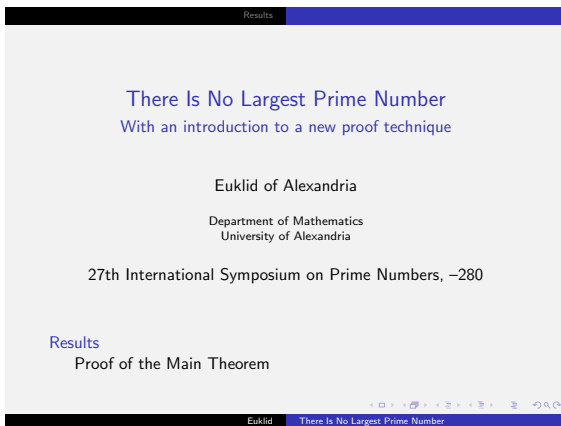 Results
There Is No Largest Prime Number
With an introduction to a new proof technique
Euklid of Alexandria
Department of Mathematics
University of Alexandria
27th International Symposium on Prime Numbers, –280
Results
Proof of the Main Theorem
Euklid There Is No Largest Prime Number